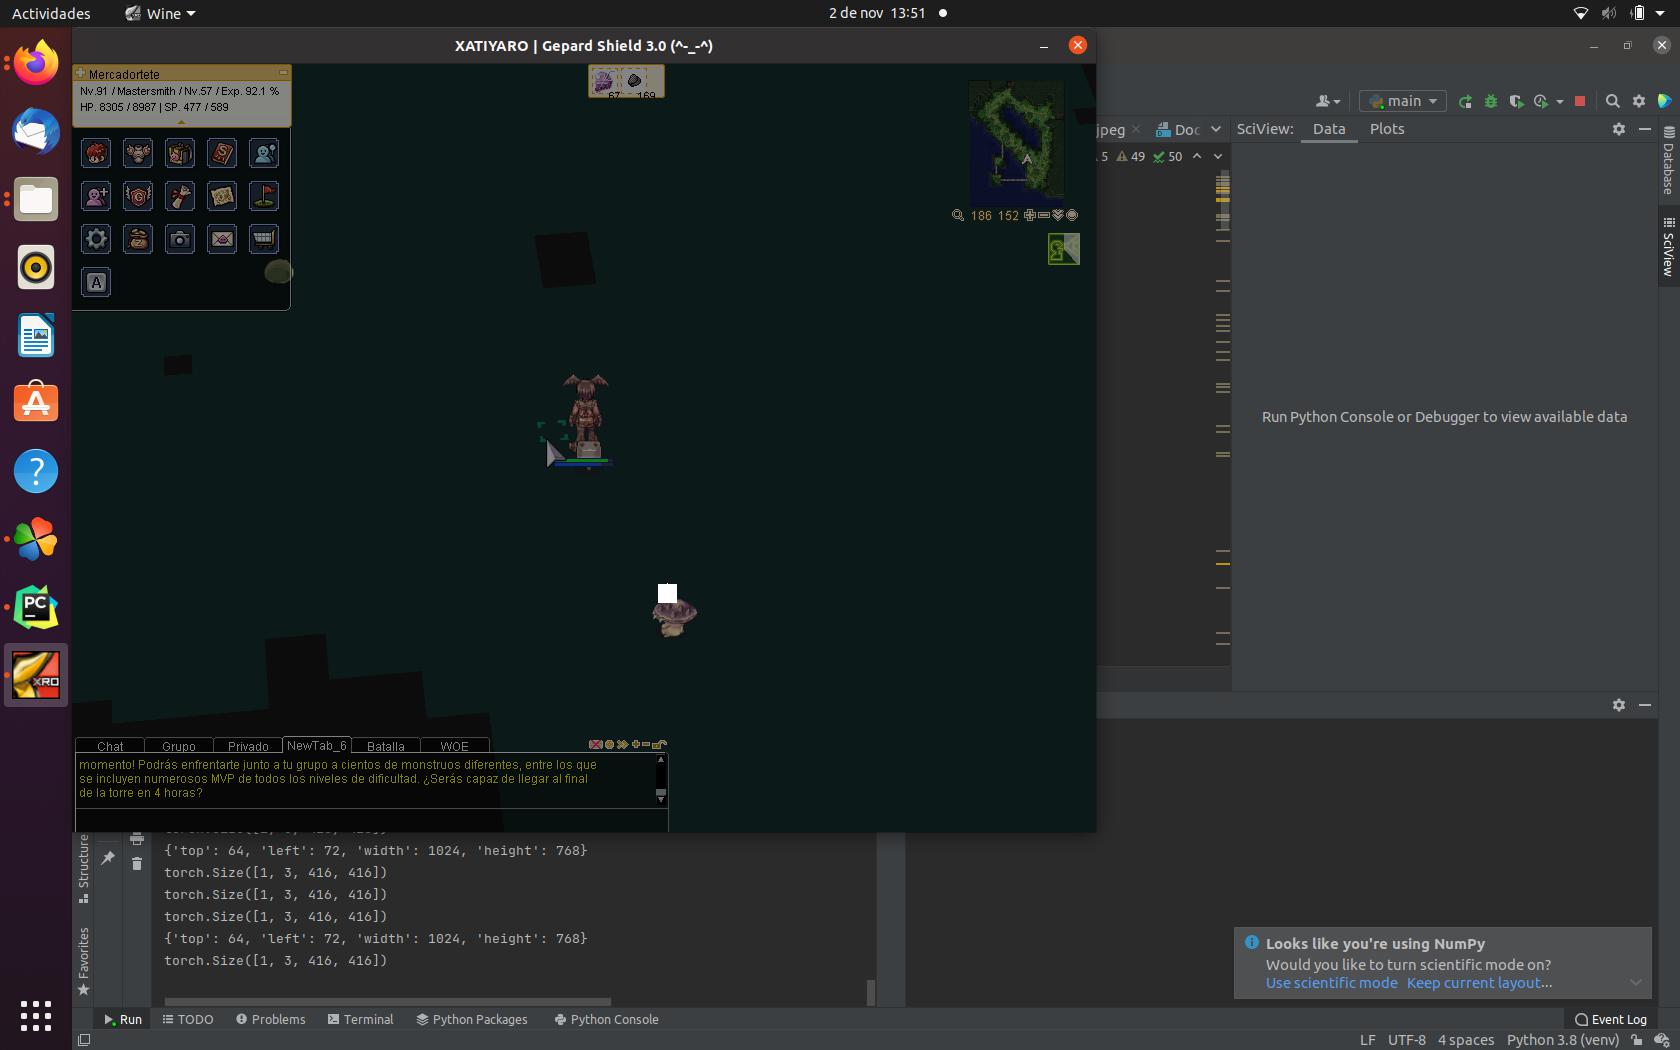 Actividades
Wine
2 de nov 13:51
XATIYARO | Gepard Shield 3.0 (^-_-^)
Mercadortete
Nv.91 / Mastersmith / Nv.57 / Exp. 92.1 %
HP. 8305 / 8987 | SP. 477 / 589
67
169
186 152
main
jpeg
Doc
SciView:
Data
Plots
5
49
50
Database
SciView
Run Python Console or Debugger to view available data
PC
XRO
A
Chat
Grupo
Privado
NewTab_6
Batalla
WOE
momento! Podrás enfrentarte junto a tu grupo a cientos de monstruos diferentes, entre los que
se incluyen numerosos MVP de todos los niveles de dificultad. ¿Serás capaz de llegar al final
de la torre en 4 horas?
{'top': 64, 'left': 72, 'width': 1024, 'height': 768}
torch.Size([1, 3, 416, 416])
torch.Size([1, 3, 416, 416])
torch.Size([1, 3, 416, 416])
{'top': 64, 'left': 72, 'width': 1024, 'height': 768}
torch.Size([1, 3, 416, 416])
Structure
Favorites
Looks like you're using NumPy
Would you like to turn scientific mode on?
Use scientific mode Keep current layout...
Run
TODO
Problems
Terminal
Python Packages
Python Console
Event Log
LF UTF-8 4 spaces Python 3.8 (venv)